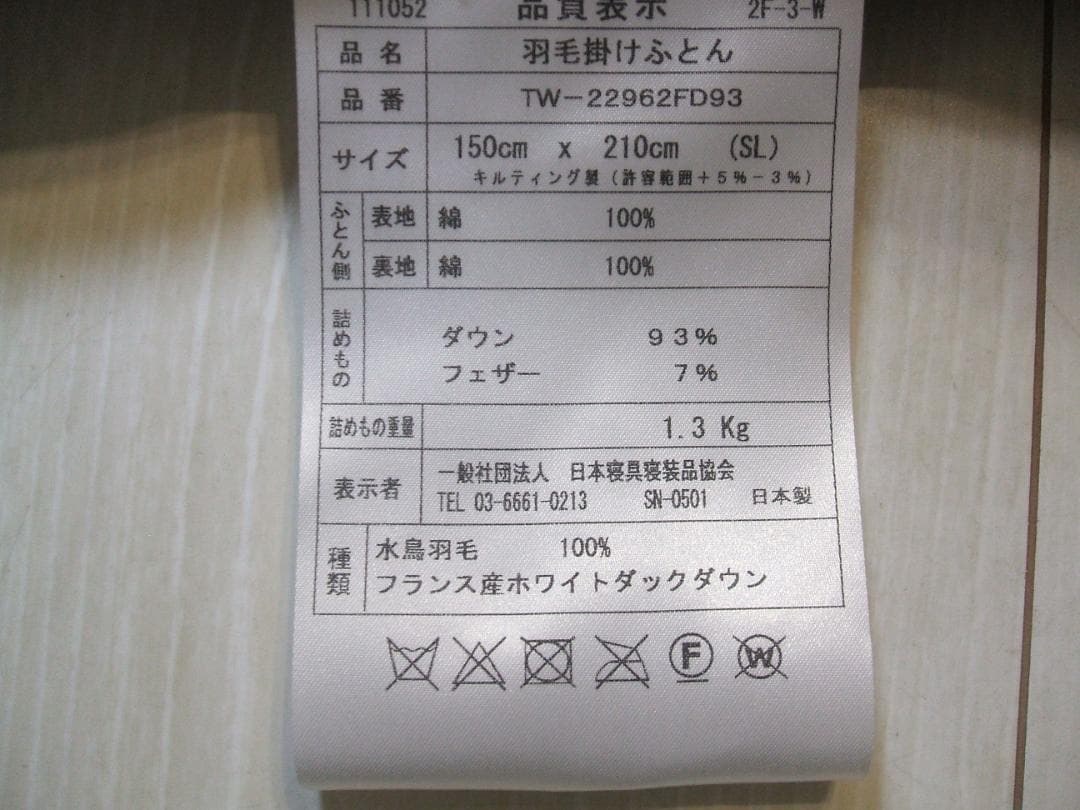 111052 品質表示 2F-3-W
品名 羽毛掛けふとん
品番 TW-22962FD93
サイズ 150cm x 210cm (SL)
キルティング製(許容範囲+5%-3%)
ふとん側 表地 綿 100%
裏地 綿 100%
詰めもの ダウン 93%
フェザー 7%
詰めもの重量 1.3 Kg
表示者 一般社団法人 日本寝具寝装品協会
TEL 03-6661-0213 SN-0501 日本製
種類 水鳥羽毛 100%
フランス産ホワイトダックダウン
F W